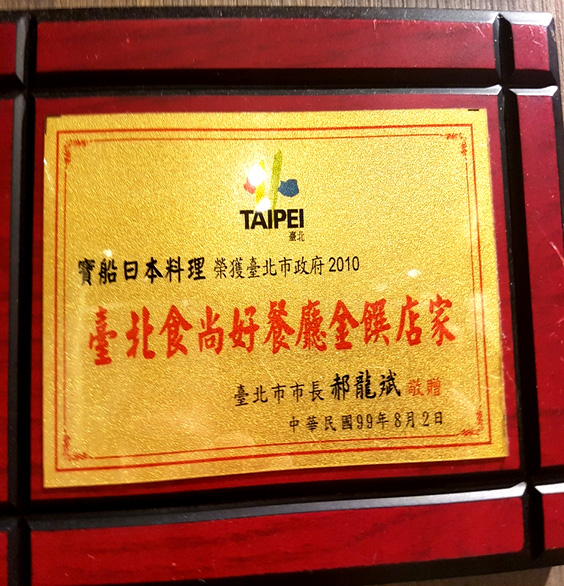 TAIPEI
臺北
寶船日本料理 榮獲臺北市政府2010
臺北食尚好餐廳金饌店家
臺北市市長 郝龍斌 敬贈
中華民國99年8月2日